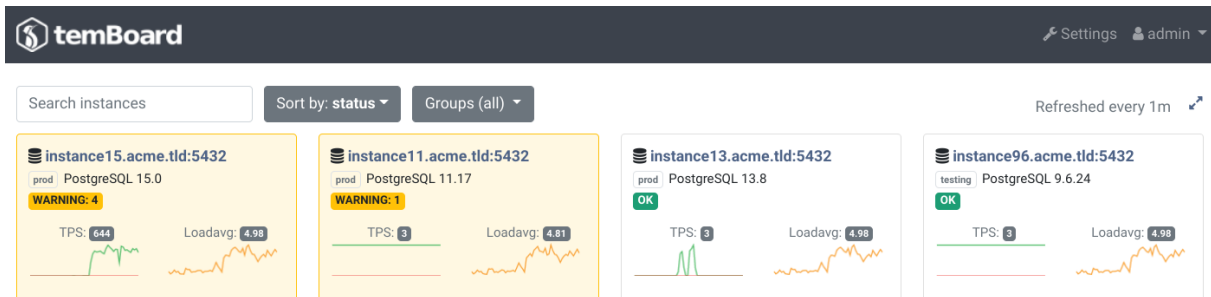 temBoard
Settings admin
Search instances Sort by: status Groups (all) Refreshed every 1m
instance15.acme.tld:5432
prod PostgreSQL 15.0
WARNING: 4
TPS: 644 Loadavg: 4.98
instance11.acme.tld:5432
prod PostgreSQL 11.17
WARNING: 1
TPS: 3 Loadavg: 4.81
instance13.acme.tld:5432
prod PostgreSQL 13.8
OK
TPS: 3 Loadavg: 4.98
instance96.acme.tld:5432
testing PostgreSQL 9.6.24
OK
TPS: 3 Loadavg: 4.98